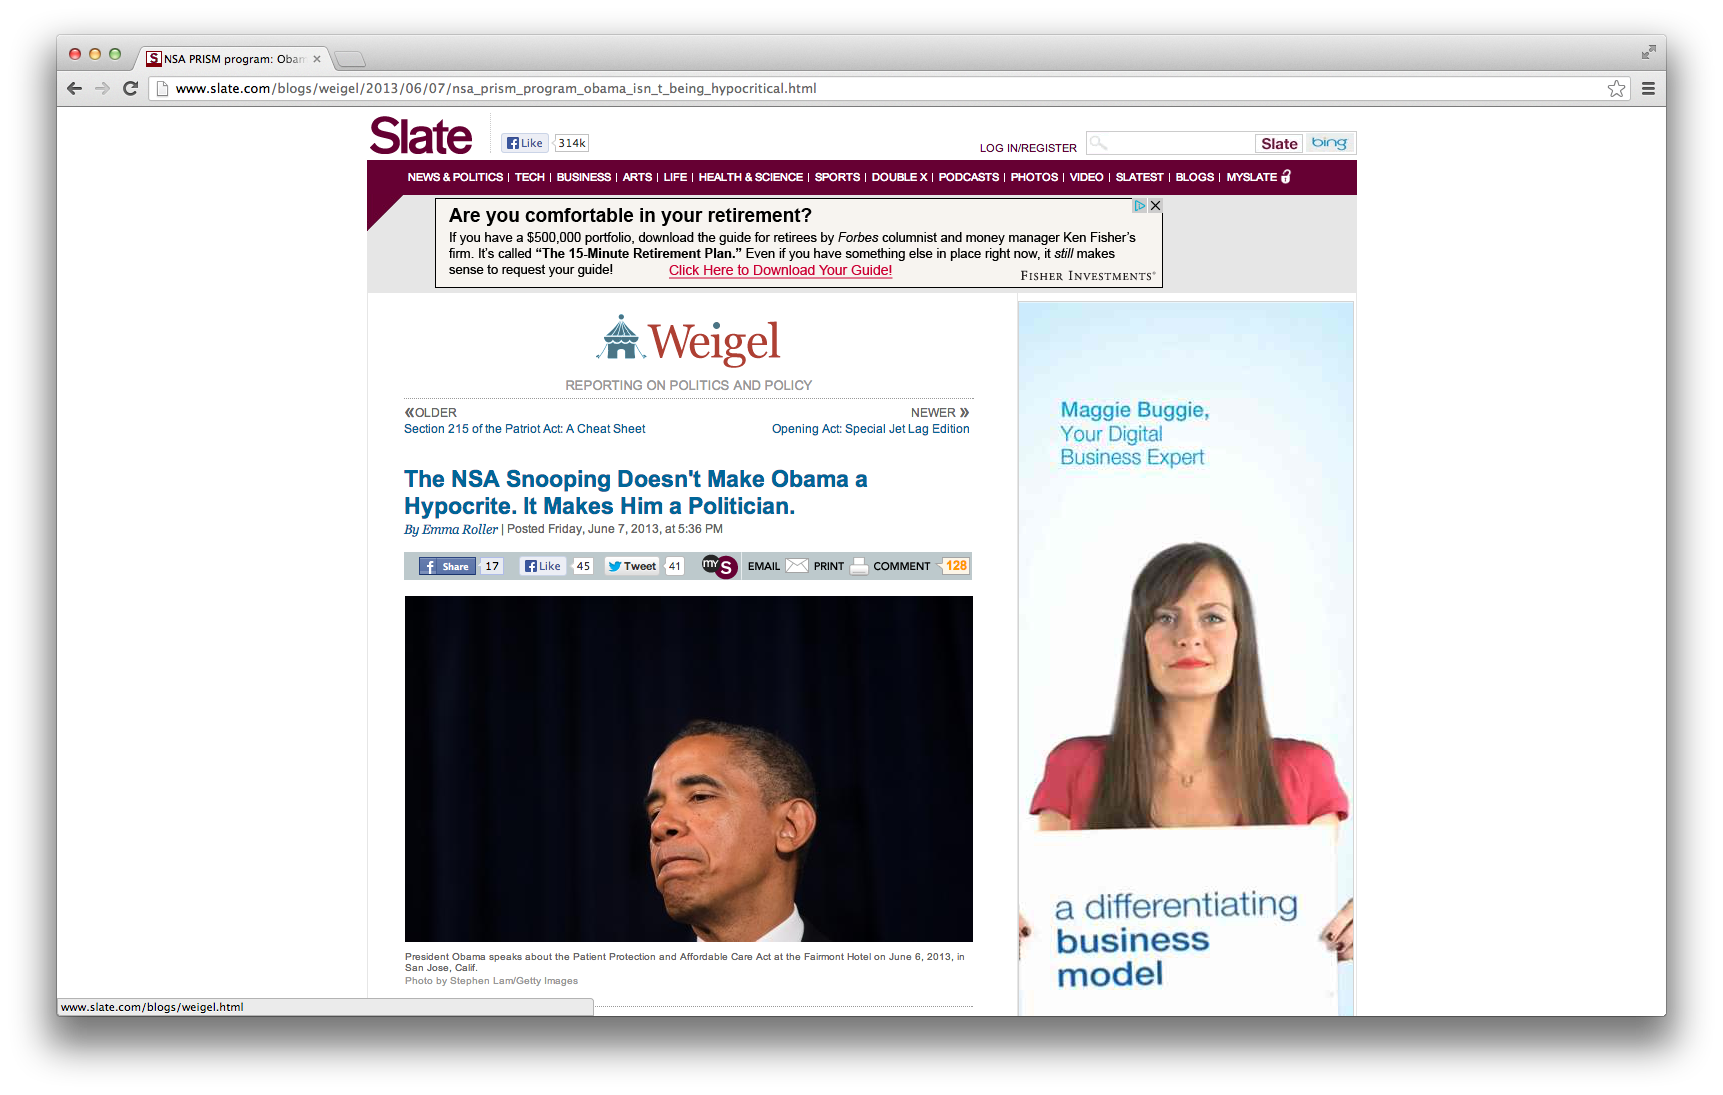 NSA PRISM program: Obam
www.slate.com/blogs/weigel/2013/06/07/nsa_prism_program_obama_isn_t_being_hypocritical.html
Slate
Like 314k
LOG IN/REGISTER
Slate bing
NEWS & POLITICS | TECH | BUSINESS | ARTS | LIFE | HEALTH & SCIENCE | SPORTS | DOUBLE X | PODCASTS | PHOTOS | VIDEO | SLATEST | BLOGS | MYSLATE
Are you comfortable in your retirement?
If you have a $500,000 portfolio, download the guide for retirees by Forbes columnist and money manager Ken Fisher's
firm. It's called “The 15-Minute Retirement Plan.” Even if you have something else in place right now, it still makes
sense to request your guide! Click Here to Download Your Guide! FISHER INVESTMENTS®
Weigel
REPORTING ON POLITICS AND POLICY
«OLDER NEWER »
Section 215 of the Patriot Act: A Cheat Sheet Opening Act: Special Jet Lag Edition
The NSA Snooping Doesn't Make Obama a
Hypocrite. It Makes Him a Politician.
By Emma Roller | Posted Friday, June 7, 2013, at 5:36 PM
Share 17 Like 45 Tweet 41 my S EMAIL PRINT COMMENT 128
President Obama speaks about the Patient Protection and Affordable Care Act at the Fairmont Hotel on June 6, 2013, in
San Jose, Calif.
Photo by Stephen Lam/Getty Images
Maggie Buggie,
Your Digital
Business Expert
a differentiating
business
model
www.slate.com/blogs/weigel.html